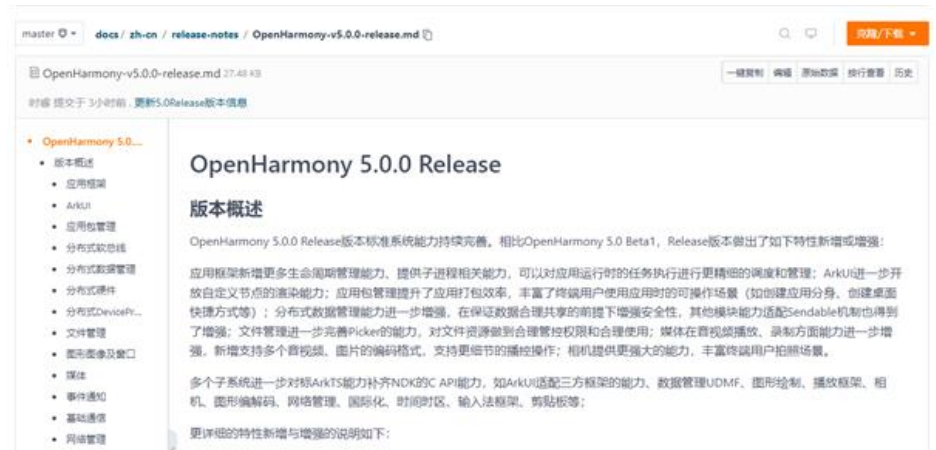 master docs / zh-cn / release-notes / OpenHarmony-v5.0.0-release.md 克隆/下载
OpenHarmony-v5.0.0-release.md 27.48 KB 一键复制 编辑 原始数据 按行查看 历史
时睿 提交于 3小时前 . 更新5.0Release版本信息
OpenHarmony 5.0....
版本概述
应用框架
ArkUI
应用包管理
分布式软总线
分布式数据管理
分布式硬件
分布式DevicePr...
文件管理
图形图像及窗口
媒体
事件通知
基础通信
网络管理
OpenHarmony 5.0.0 Release
版本概述
OpenHarmony 5.0.0 Release版本标准系统能力持续完善。相比OpenHarmony 5.0 Beta1，Release版本做出了如下特性新增或增强：
应用框架新增更多生命周期管理能力、提供子进程相关能力，可以对应用运行时的任务执行进行更精细的调度和管理；ArkUI进一步开
放自定义节点的渲染能力；应用包管理提升了应用打包效率，丰富了终端用户使用应用时的可操作场景（如创建应用分身、创建桌面
快捷方式等）；分布式数据管理能力进一步增强，在保证数据合理共享的前提下增强安全性，其他模块能力适配Sendable机制也得到
了增强；文件管理进一步完善Picker的能力，对文件资源做到合理管控权限和合理使用；媒体在音视频播放、录制方面能力进一步增
强，新增支持多个音视频、图片的编码格式，支持更细节的播控操作；相机提供更强大的能力，丰富终端用户拍照场景。
多个子系统进一步对标ArkTS能力补齐NDK的C API能力，如ArkUI适配三方框架的能力、数据管理UDMF、图形绘制、播放框架、相
机、图形编解码、网络管理、国际化、时间时区、输入法框架、剪贴板等；
更详细的特性新增与增强的说明如下：